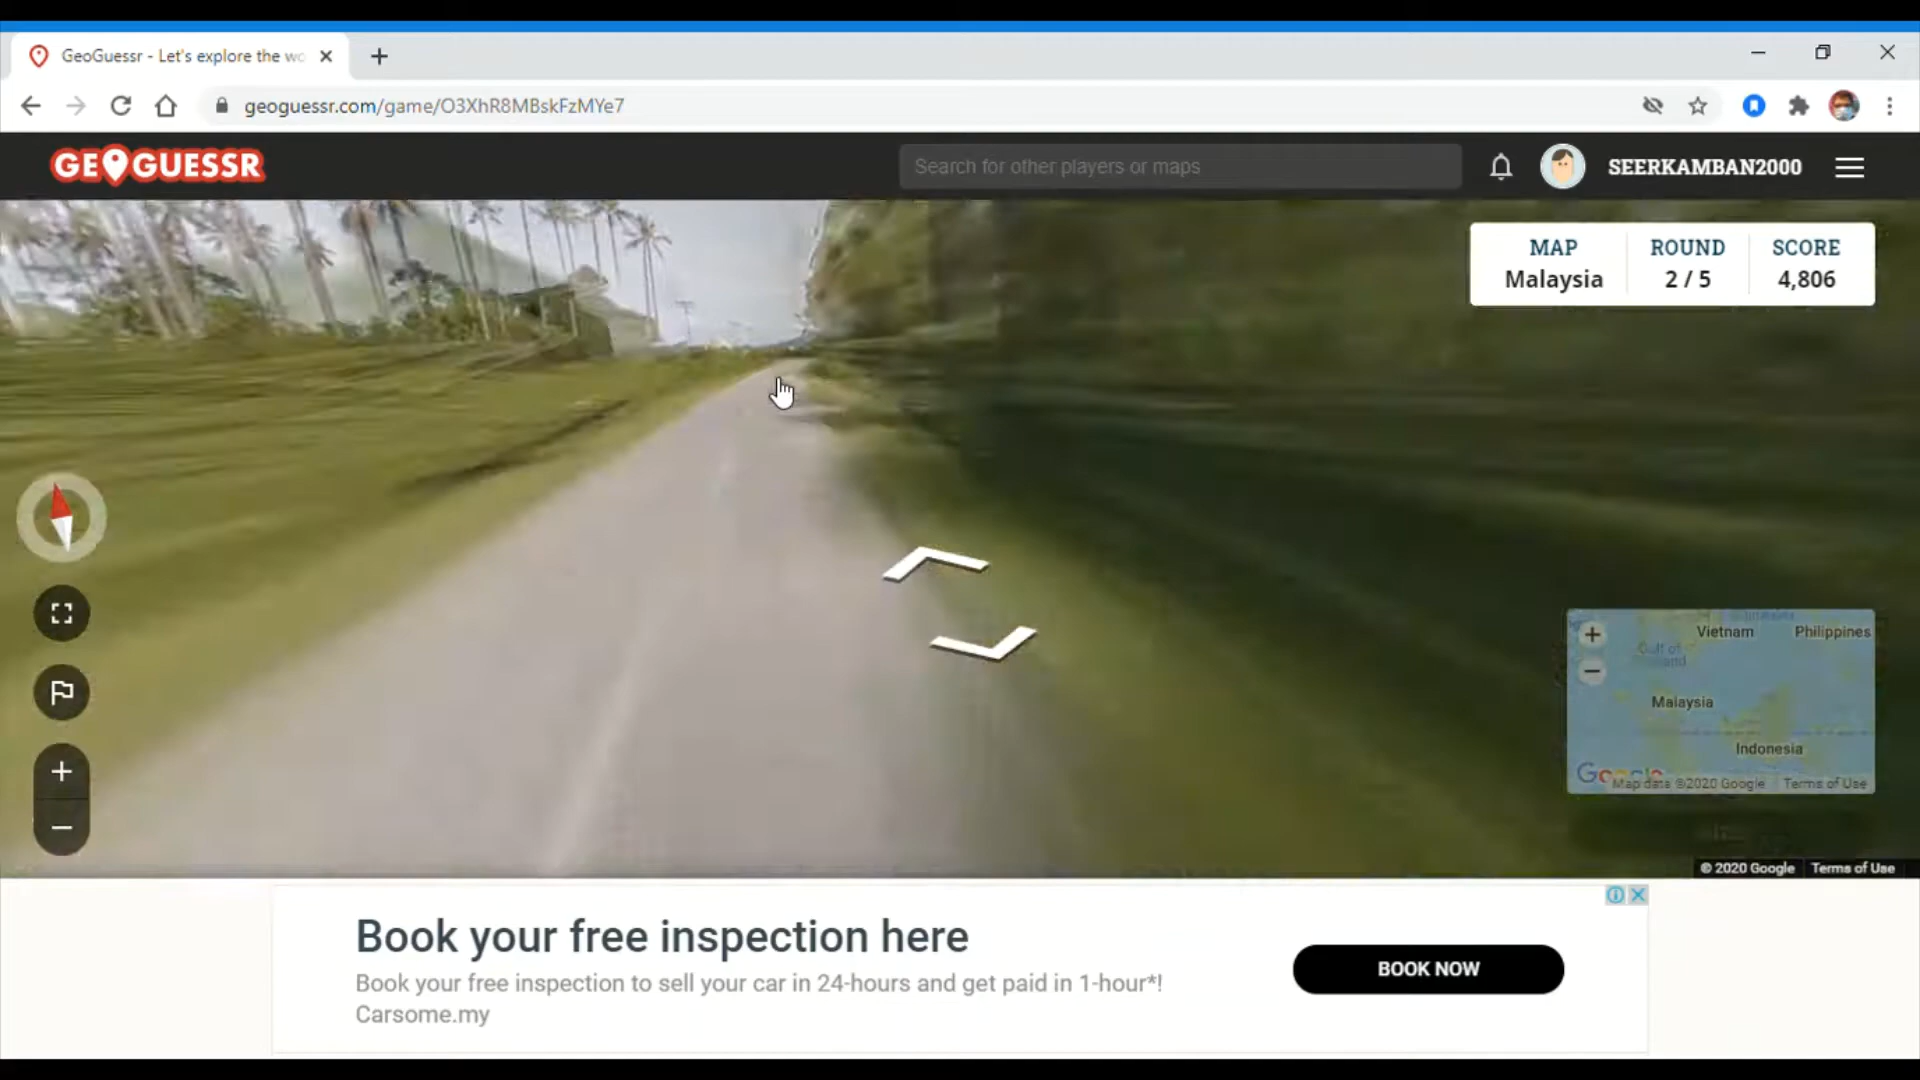 GeoGuessr - Let's explore the wo
geoguessr.com/game/O3XhR8MBskFzMYe7
GEOGUESSR
Search for other players or maps
SEERKAMBAN2000
MAP ROUND SCORE
Malaysia 2 / 5 4,806
Vietnam Philippines
Gulf of
Malaysia
Indonesia
Google
Map data ©2020 Google Terms of Use
© 2020 Google Terms of Use
Book your free inspection here
Book your free inspection to sell your car in 24-hours and get paid in 1-hour*!
Carsome.my
BOOK NOW